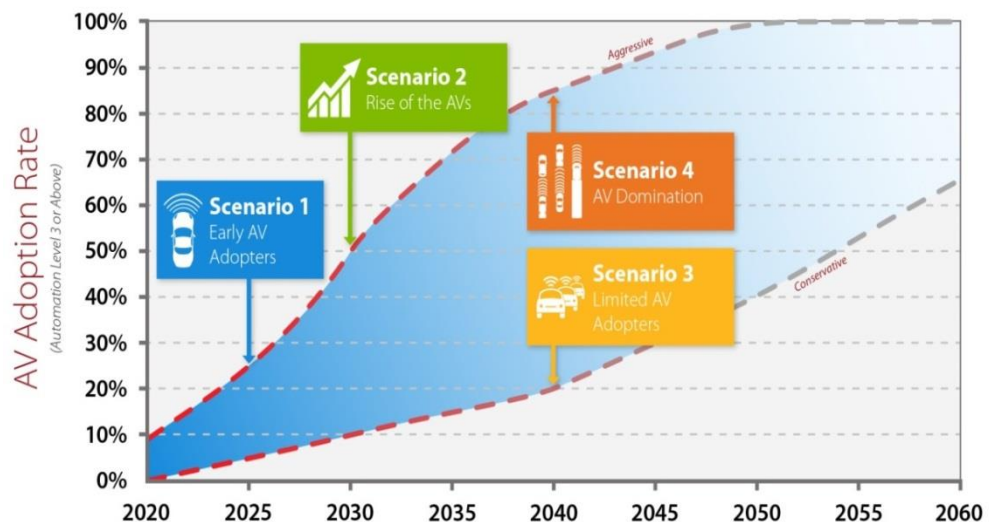 100%
90%
80%
70%
60%
50%
40%
30%
20%
10%
0%
AV Adoption Rate
(Automation Level 3 or Above)
Scenario 1
Early AV
Adopters
Scenario 2
Rise of the AVs
Aggressive
Scenario 4
AV Domination
Scenario 3
Limited AV
Adopters
Conservative
2020 2025 2030 2035 2040 2045 2050 2055 2060